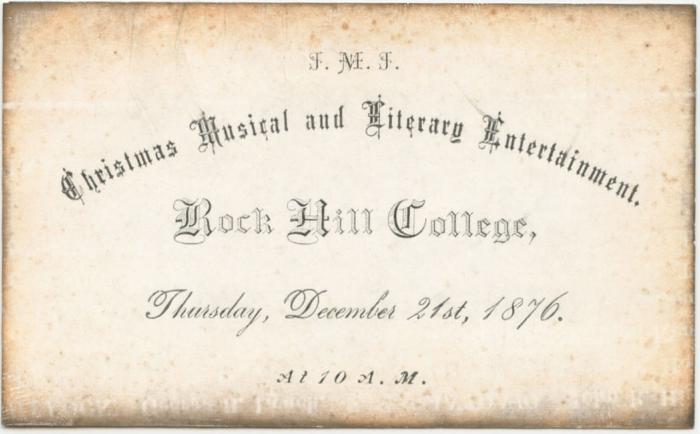 J. M. J.
Christmas Musical and Literary Entertainment.
Rock Hill College,
Thursday, December 21st, 1876.
At 10 A. M.